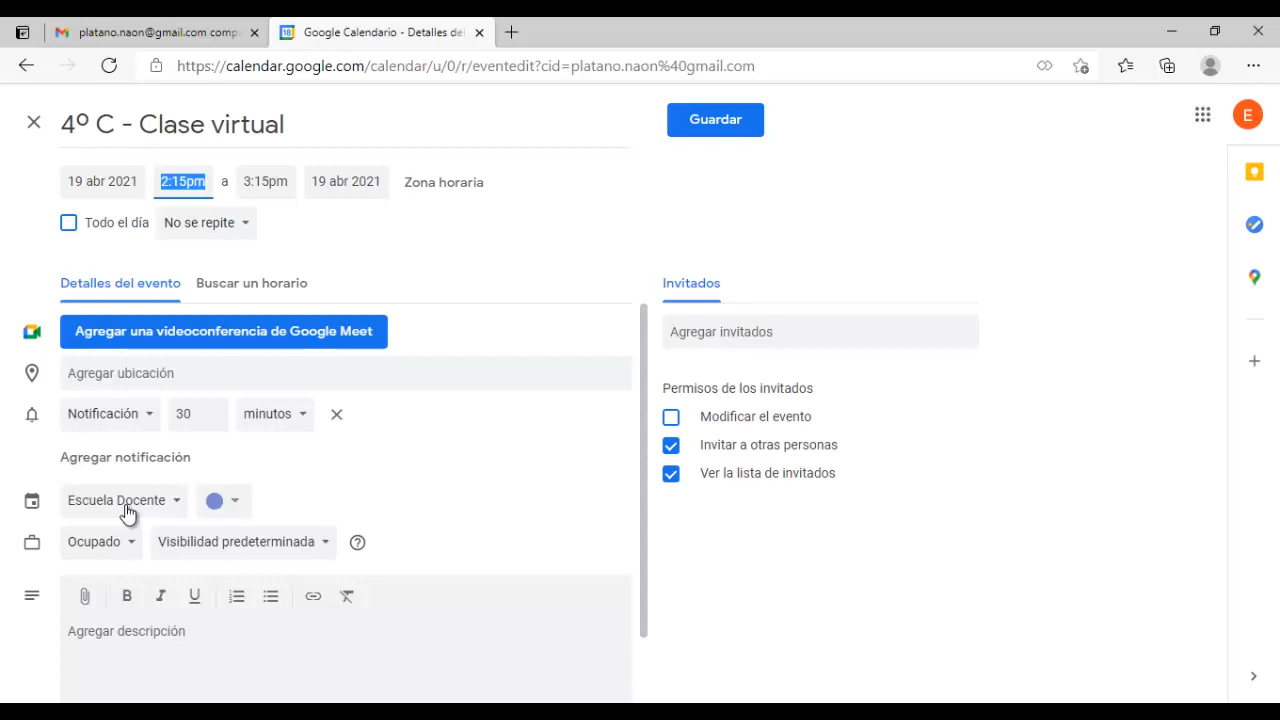 platano.naon@gmail.com comp
Google Calendario - Detalles del
https://calendar.google.com/calendar/u/0/r/eventedit?cid=platano.naon%40gmail.com
4º C - Clase virtual
Guardar
E
19 abr 2021 2:15pm a 3:15pm 19 abr 2021 Zona horaria
Todo el día No se repite
Detalles del evento Buscar un horario
Invitados
Agregar una videoconferencia de Google Meet
Agregar invitados
Agregar ubicación
Permisos de los invitados
Notificación 30 minutos
Modificar el evento
Invitar a otras personas
Agregar notificación
Ver la lista de invitados
Escuela Docente
Ocupado Visibilidad predeterminada
B I U
Agregar descripción